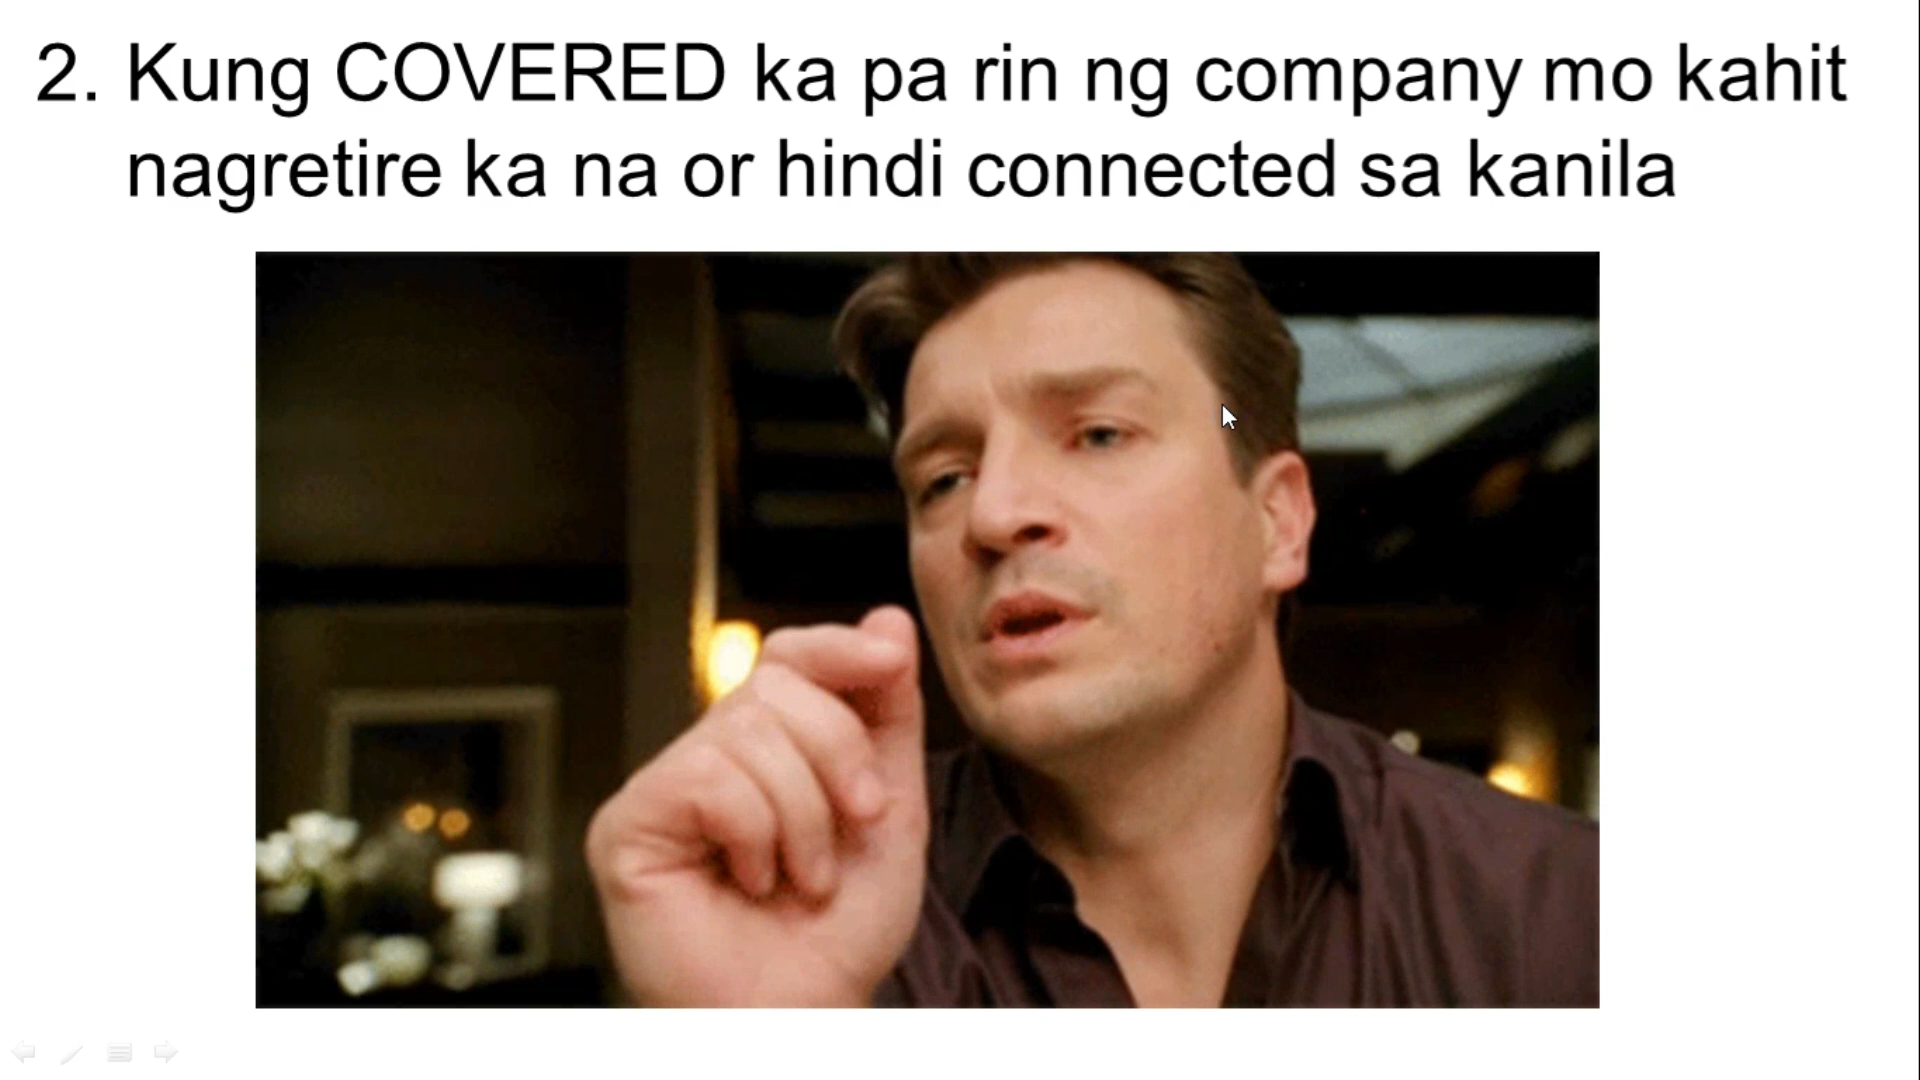 2. Kung COVERED ka pa rin ng company mo kahit
nagretire ka na or hindi connected sa kanila